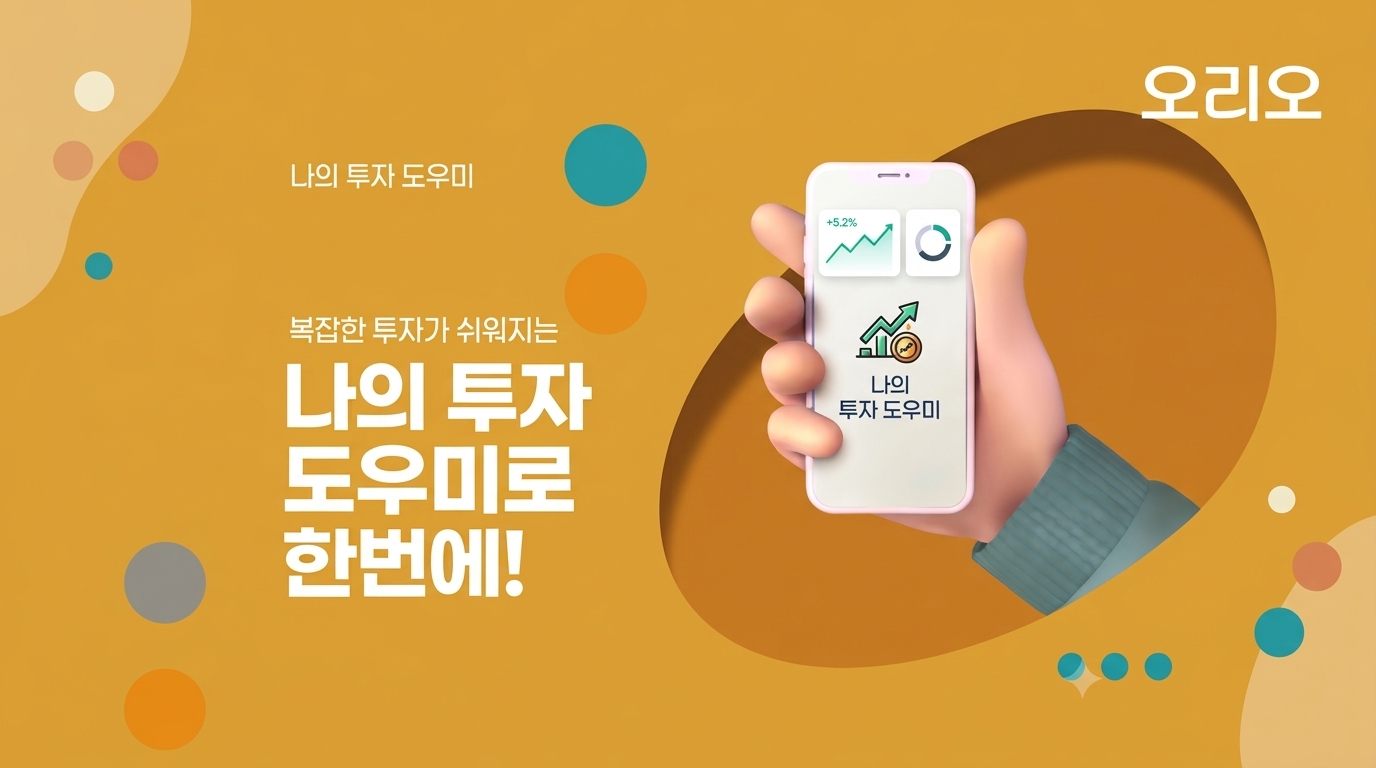 오리오
나의 투자 도우미
복잡한 투자가 쉬워지는
나의 투자
도우미로
한번에!
+5.2%
나의
투자 도우미